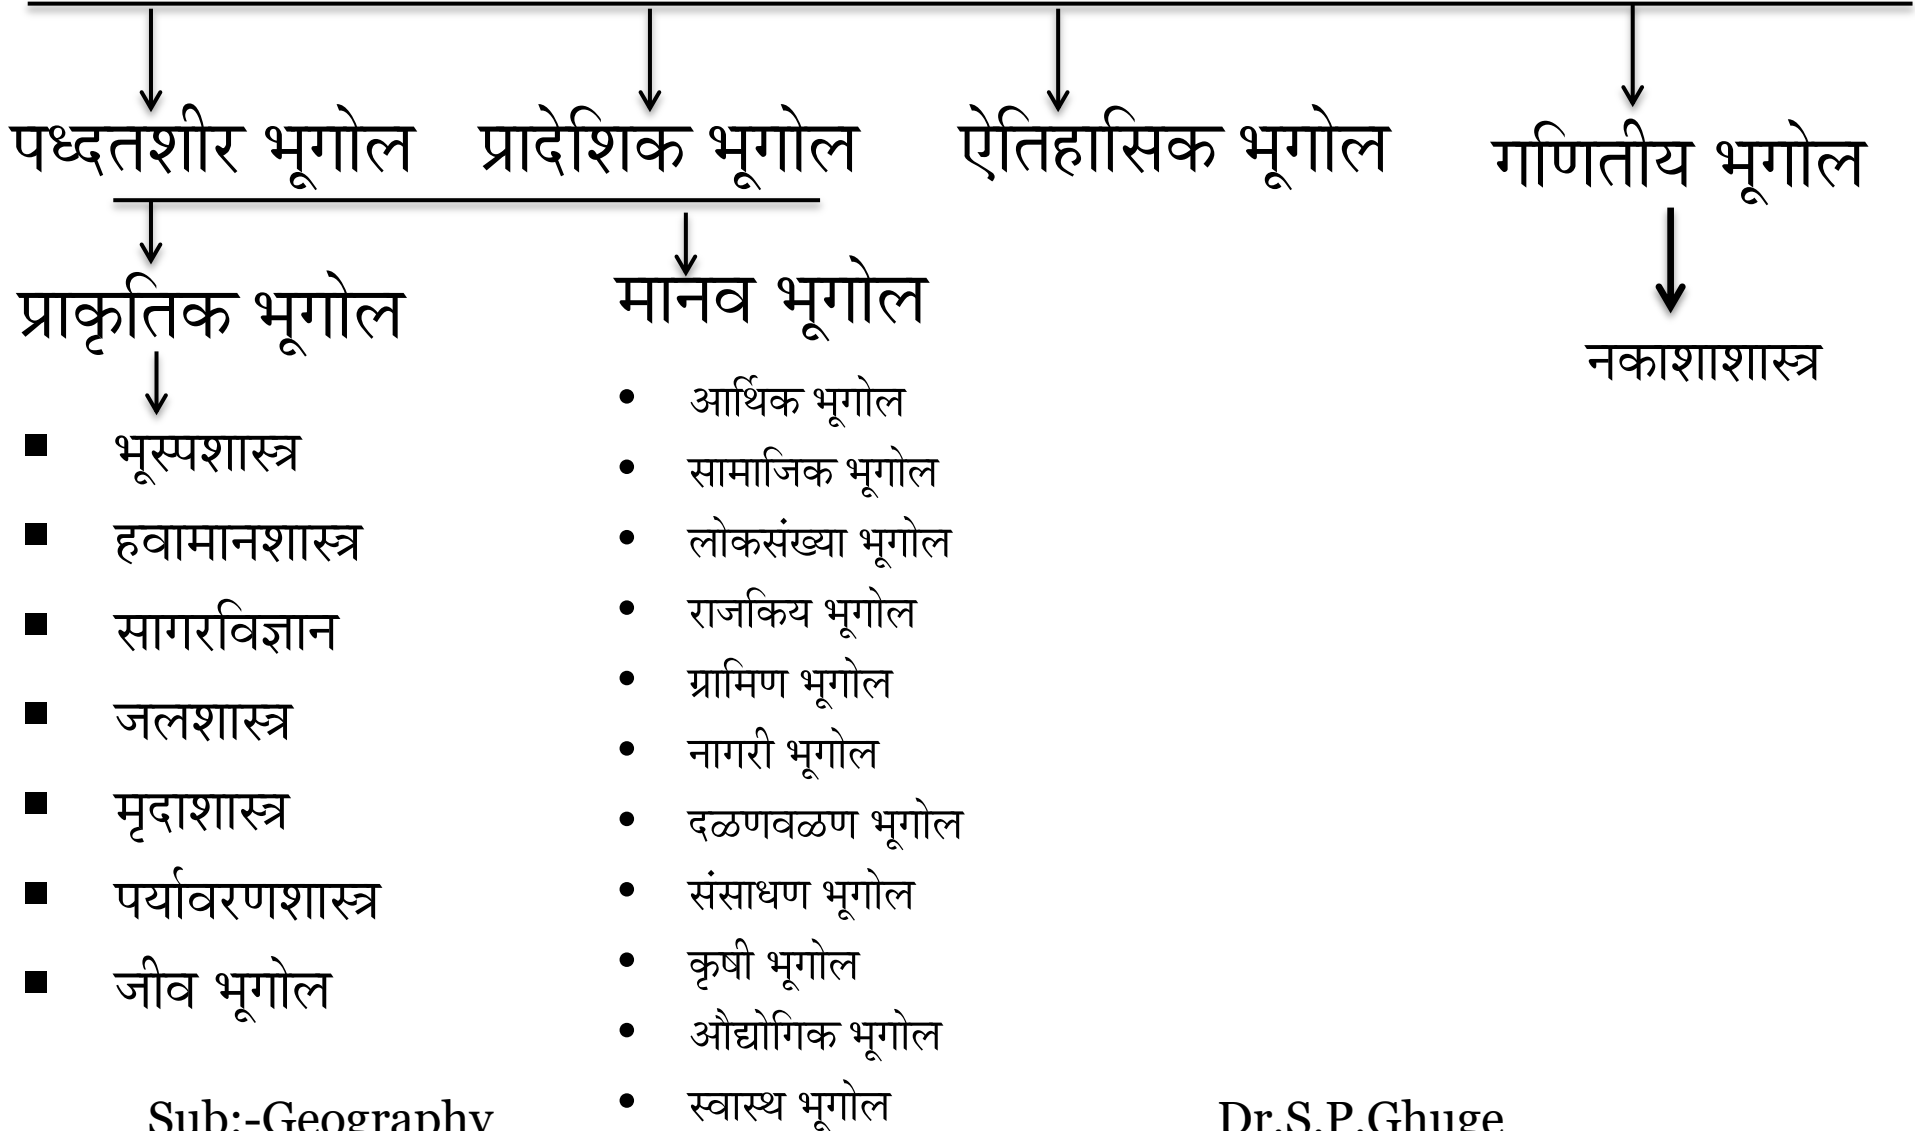 पध्दतशीर भूगोल
प्रादेशिक भूगोल
ऐतिहासिक भूगोल
गणितीय भूगोल
प्राकृतिक भूगोल
मानव भूगोल
नकाशाशास्त्र
भूस्पशास्त्र
हवामानशास्त्र
सागरविज्ञान
जलशास्त्र
मृदाशास्त्र
पर्यावरणशास्त्र
जीव भूगोल
आर्थिक भूगोल
सामाजिक भूगोल
लोकसंख्या भूगोल
राजकिय भूगोल
ग्रामिण भूगोल
नागरी भूगोल
दळणवळण भूगोल
संसाधण भूगोल
कृषी भूगोल
औद्योगिक भूगोल
स्वास्थ भूगोल
Sub:-Geography
Dr.S.P.Ghuge